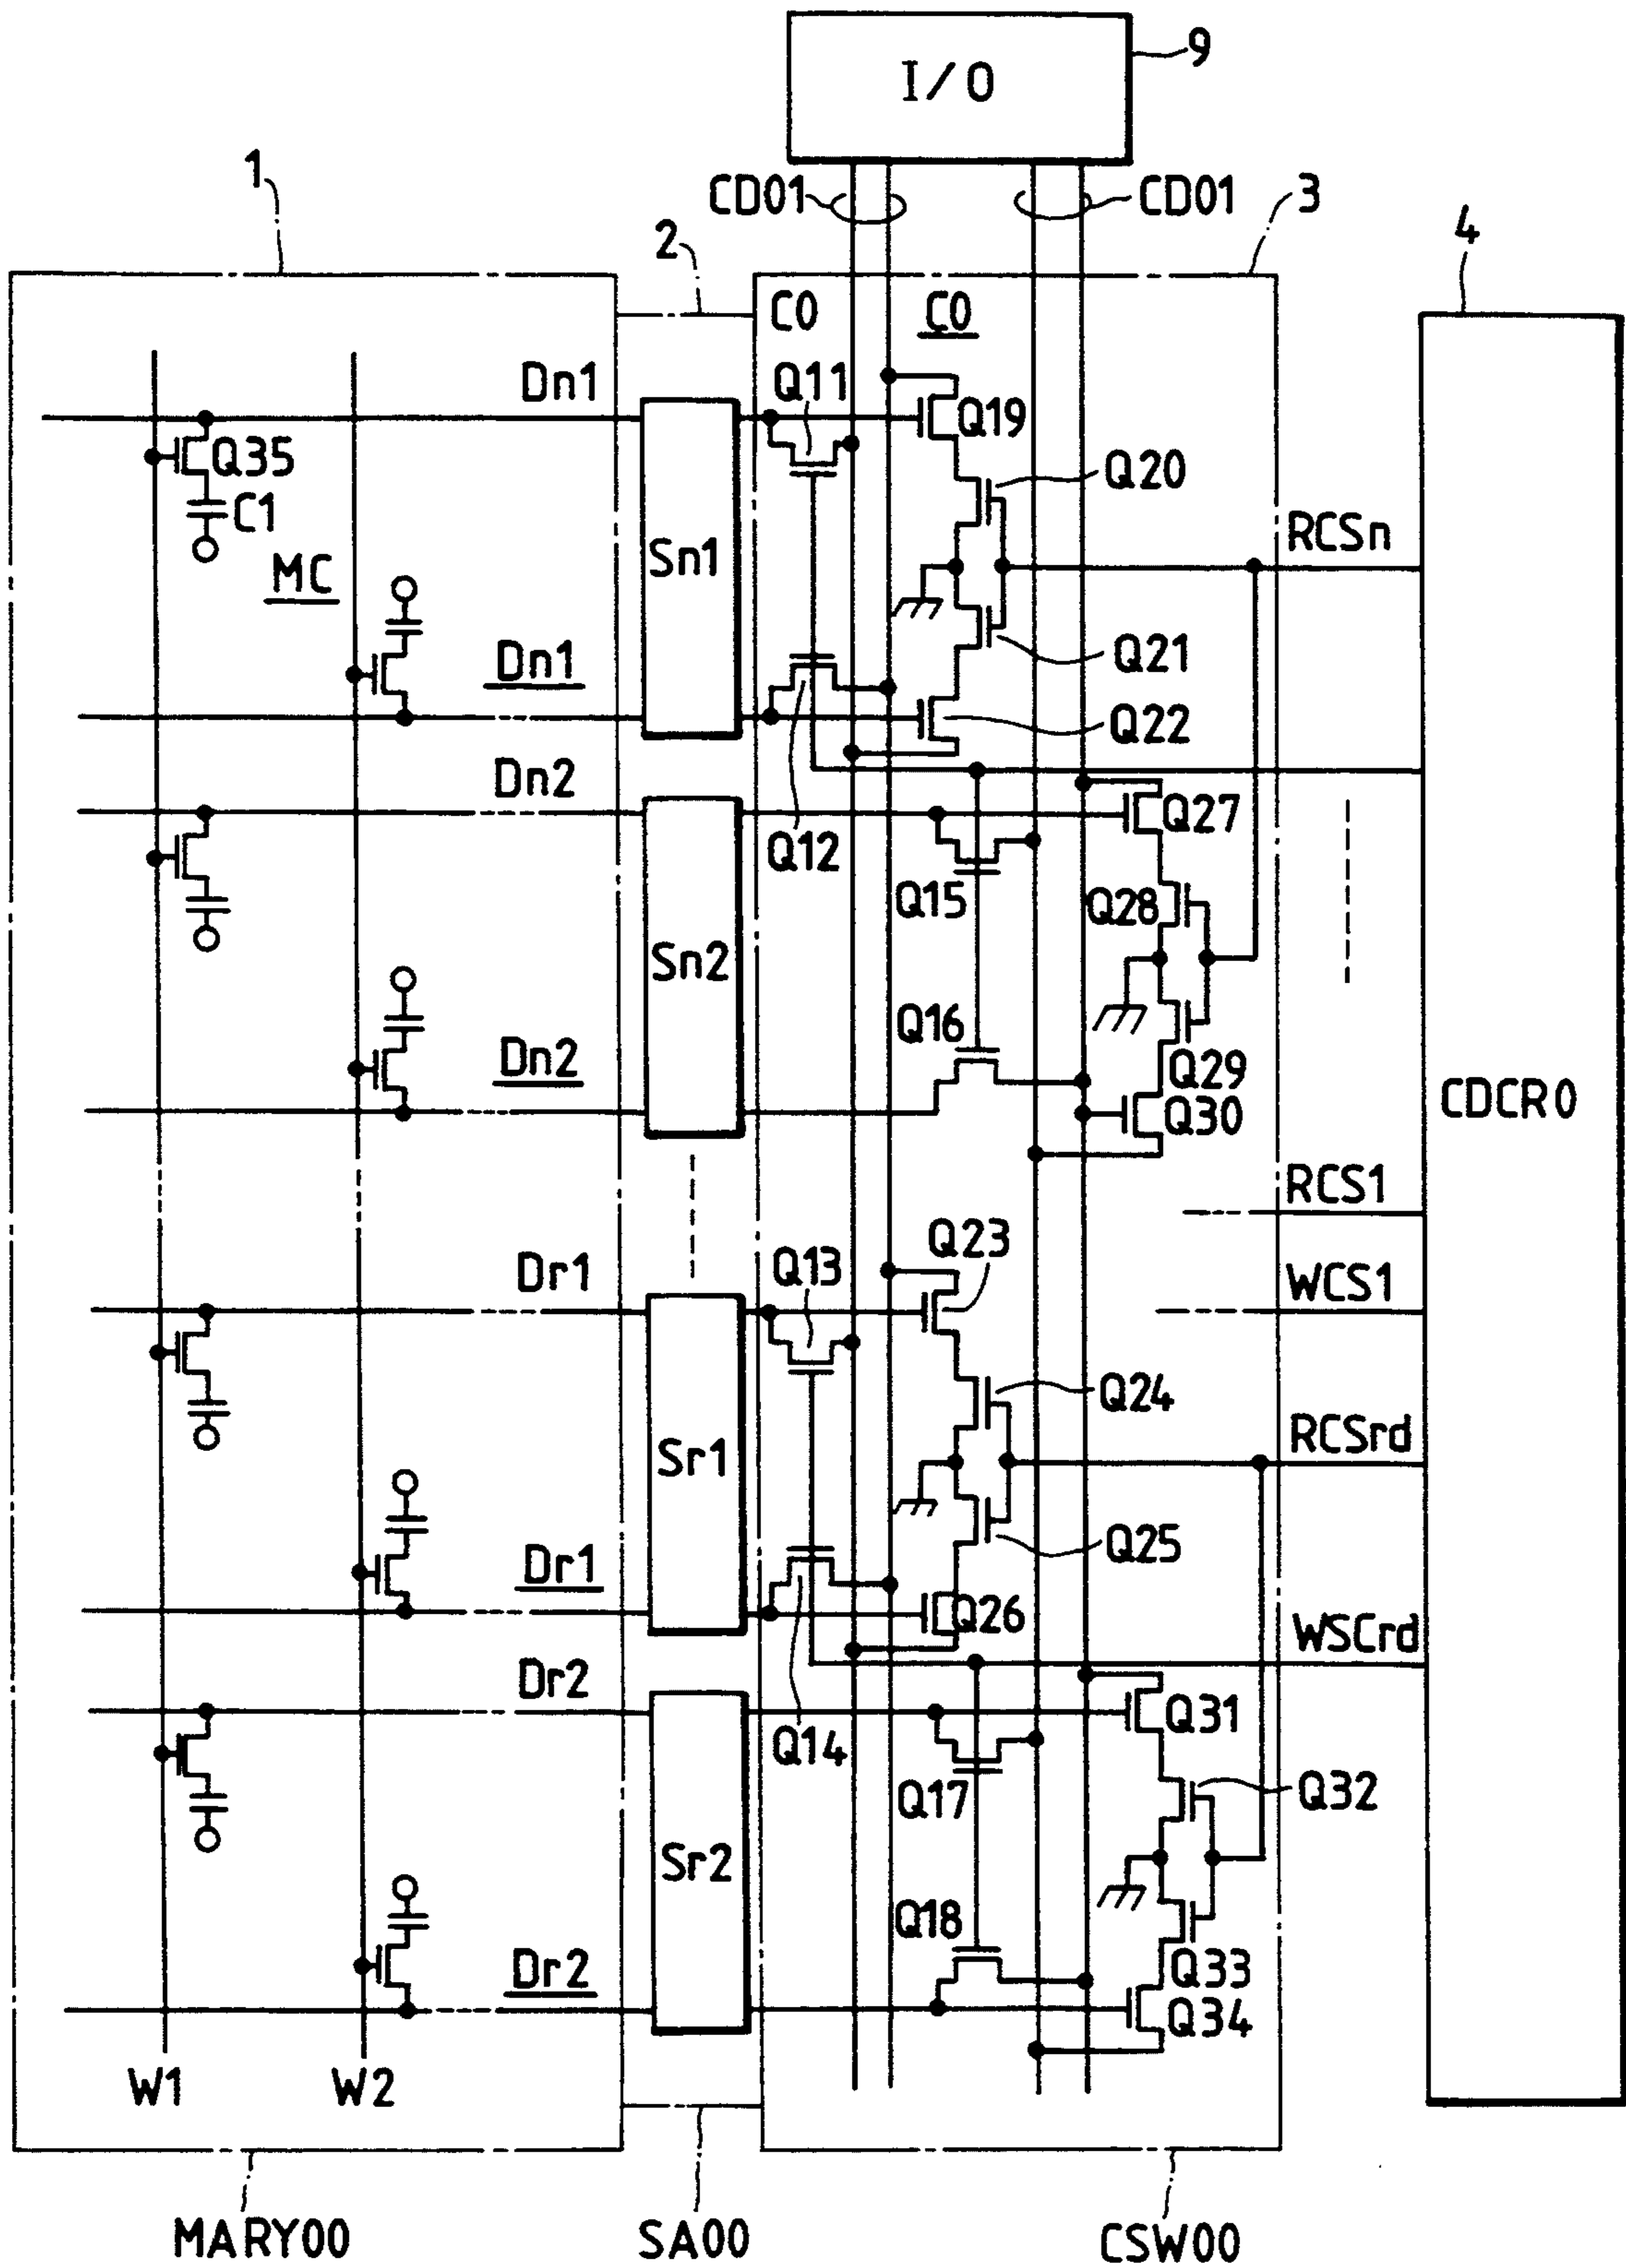 I/O
9
CD01
CD01
1
2
3
4
C0
C0
Dn1
Q11
Q19
Q35
Q20
C1
Sn1
RCSn
MC
Dn1
Q21
Q22
Dn2
Q27
Q12
Q15
Q28
Sn2
Q16
Dn2
Q29
Q30
CDCR0
RCS1
Q23
Dr1
Q13
WCS1
Q24
RCSrd
Sr1
Dr1
Q25
Q26
WSCrd
Dr2
Q31
Q14
Q17
Q32
Sr2
Q18
Dr2
Q33
Q34
W1
W2
MARY00
SA00
CSW00